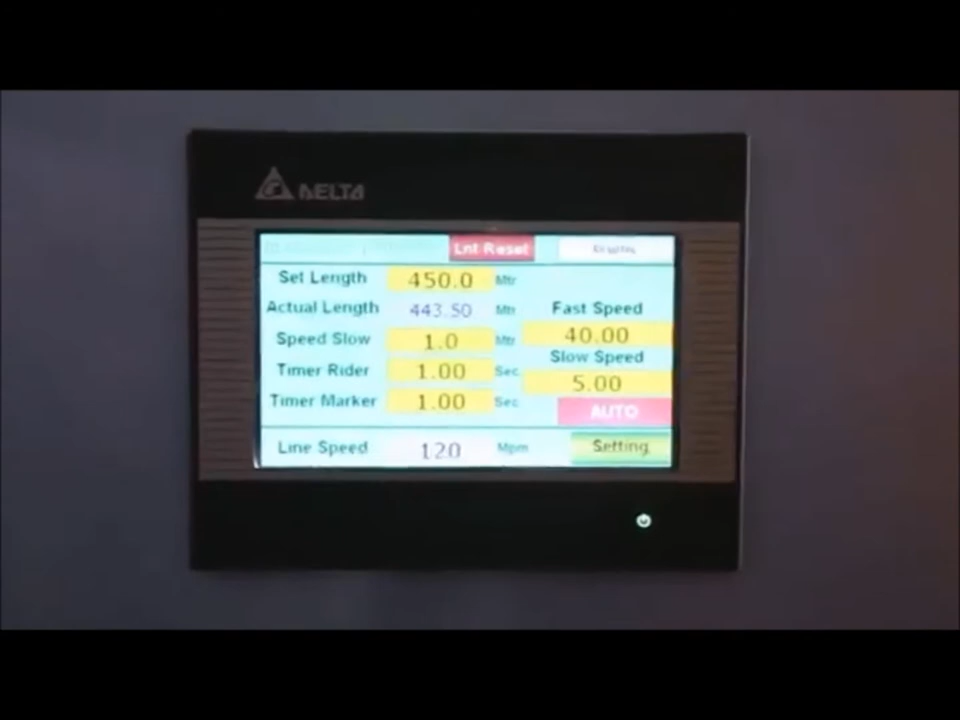 DELTA
Lnt Reset
Set Length 450.0 Mtr
Actual Length 443.50 Mtr Fast Speed
Speed Slow 1.0 Mtr 40.00
Slow Speed
Timer Rider 1.00 Sec 5.00
Timer Marker 1.00 Sec AUTO
Line Speed 120 Mpm Setting